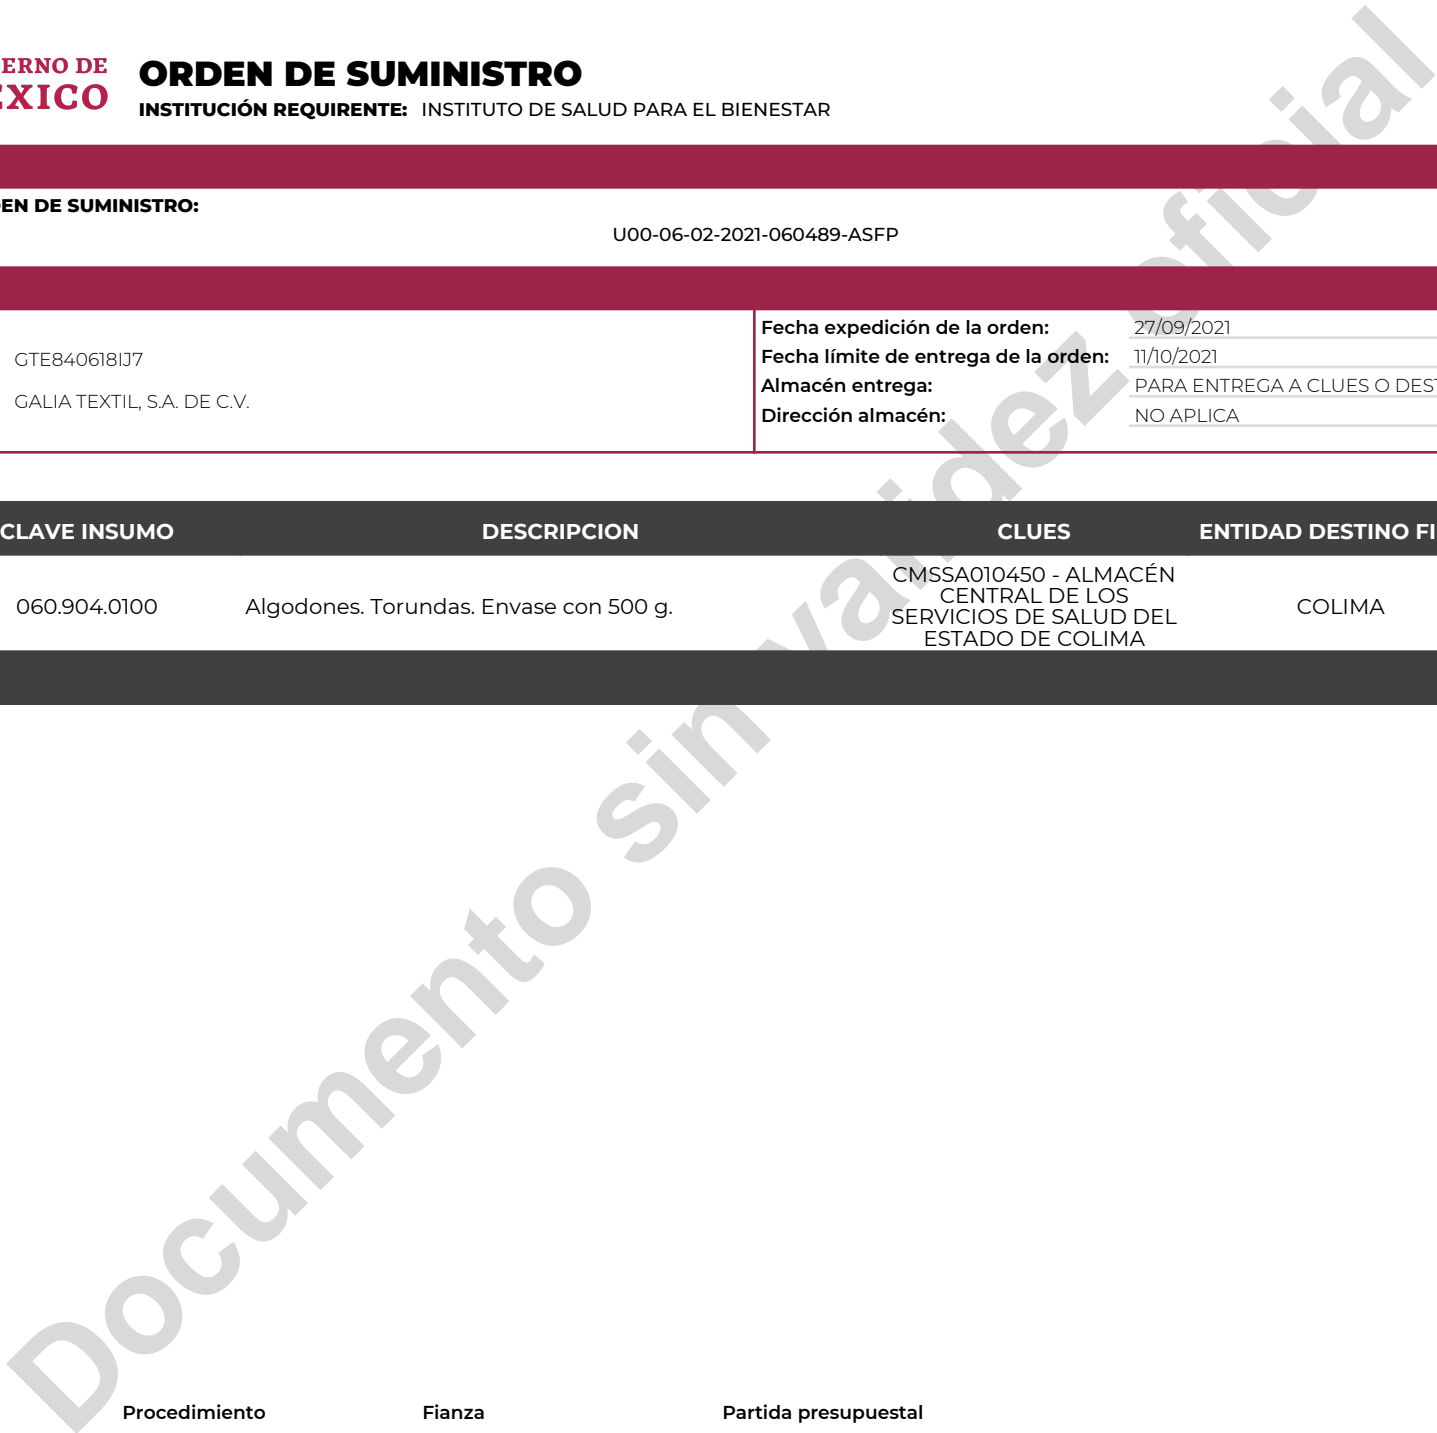 ERNO DE
EXICO
ORDEN DE SUMINISTRO
INSTITUCIÓN REQUIRENTE: INSTITUTO DE SALUD PARA EL BIENESTAR
EN DE SUMINISTRO:
U00-06-02-2021-060489-ASFP
GTE840618IJ7
GALIA TEXTIL, S.A. DE C.V.
Fecha expedición de la orden: 27/09/2021
Fecha límite de entrega de la orden: 11/10/2021
Almacén entrega: PARA ENTREGA A CLUES O DEST
Dirección almacén: NO APLICA
CLAVE INSUMO DESCRIPCION CLUES ENTIDAD DESTINO FI
060.904.0100 Algodones. Torundas. Envase con 500 g.
CMSSA010450 - ALMACÉN
CENTRAL DE LOS
SERVICIOS DE SALUD DEL
ESTADO DE COLIMA
COLIMA
Documento sin validez oficial
Procedimiento Fianza Partida presupuestal